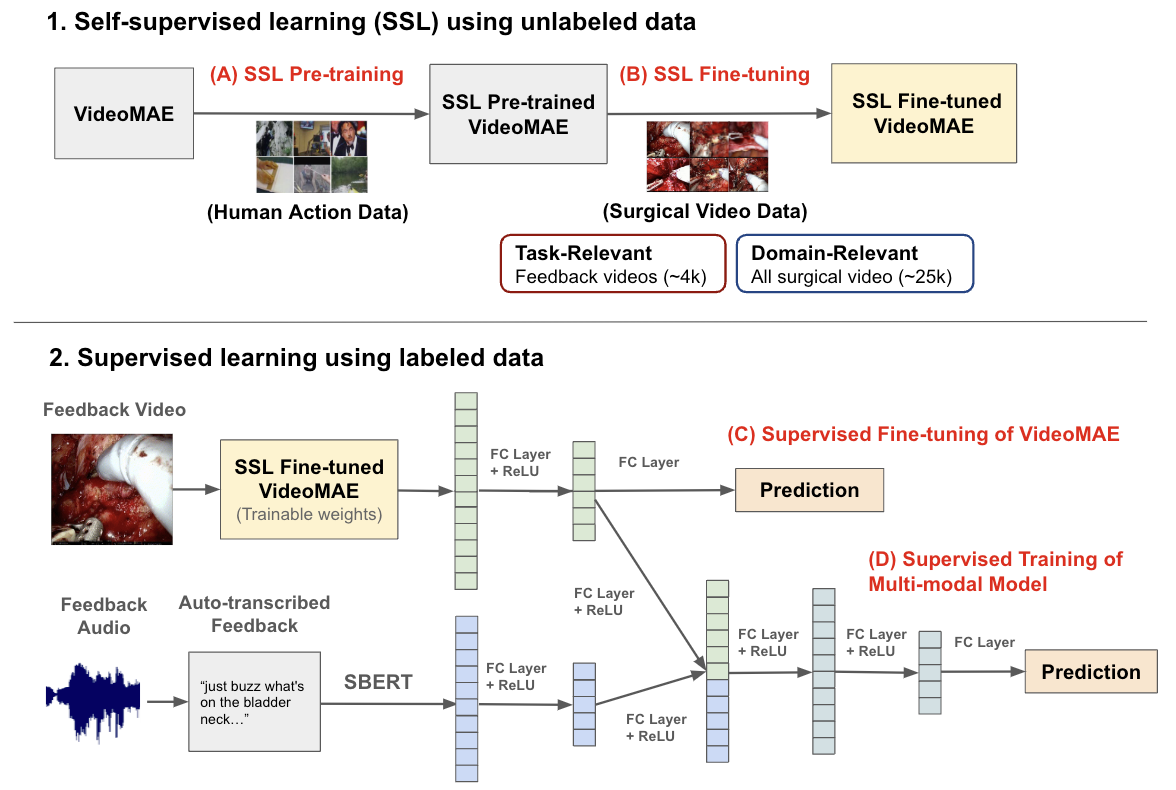 1. Self-supervised learning (SSL) using unlabeled data
VideoMAE
(A) SSL Pre-training
(Human Action Data)
SSL Pre-trained
VideoMAE
(B) SSL Fine-tuning
(Surgical Video Data)
SSL Fine-tuned
VideoMAE
Task-Relevant
Feedback videos (~4k)
Domain-Relevant
All surgical video (~25k)
2. Supervised learning using labeled data
Feedback Video
SSL Fine-tuned
VideoMAE
(Trainable weights)
FC Layer
+ ReLU
FC Layer
(C) Supervised Fine-tuning of VideoMAE
Prediction
Feedback
Audio
Auto-transcribed
Feedback
“just buzz what's
on the bladder
neck…”
SBERT
FC Layer
+ ReLU
FC Layer
+ ReLU
FC Layer
+ ReLU
(D) Supervised Training of
Multi-modal Model
FC Layer
+ ReLU
FC Layer
+ ReLU
FC Layer
Prediction